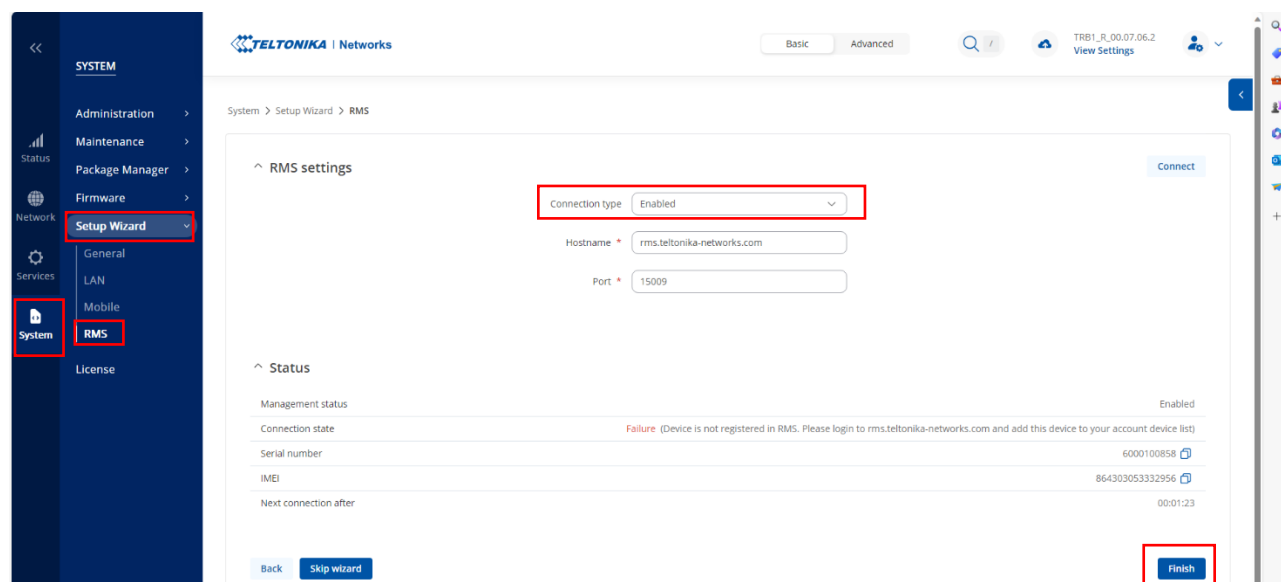 TELTONIKA | Networks
Basic
Advanced
/
TRB1_R_00.07.06.2
View Settings
SYSTEM
Administration
Maintenance
Package Manager
Firmware
Setup Wizard
General
LAN
Mobile
RMS
License
Status
Network
Services
System
System > Setup Wizard > RMS
RMS settings
Connect
Connection type Enabled
Hostname * rms.teltonika-networks.com
Port * 15009
Status
Management status Enabled
Connection state Failure (Device is not registered in RMS. Please login to rms.teltonika-networks.com and add this device to your account device list)
Serial number 6000100858
IMEI 864303053332956
Next connection after 00:01:23
Back
Skip wizard
Finish